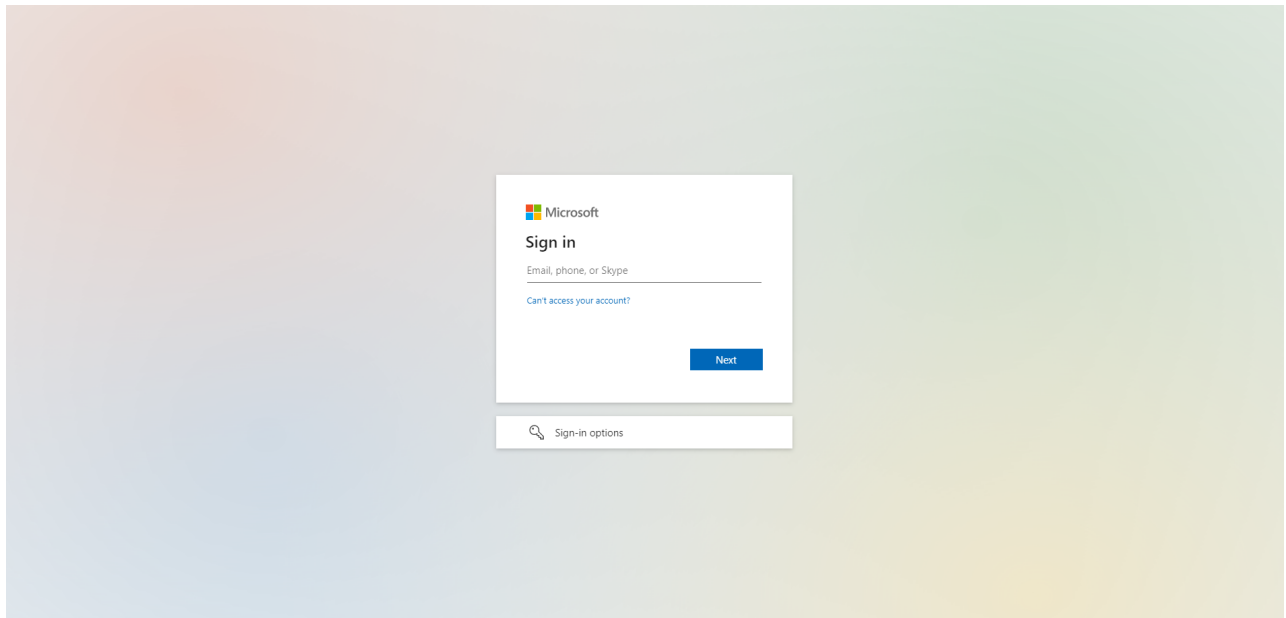 Microsoft
Sign in
Email, phone, or Skype
Can't access your account?
Next
Sign-in options